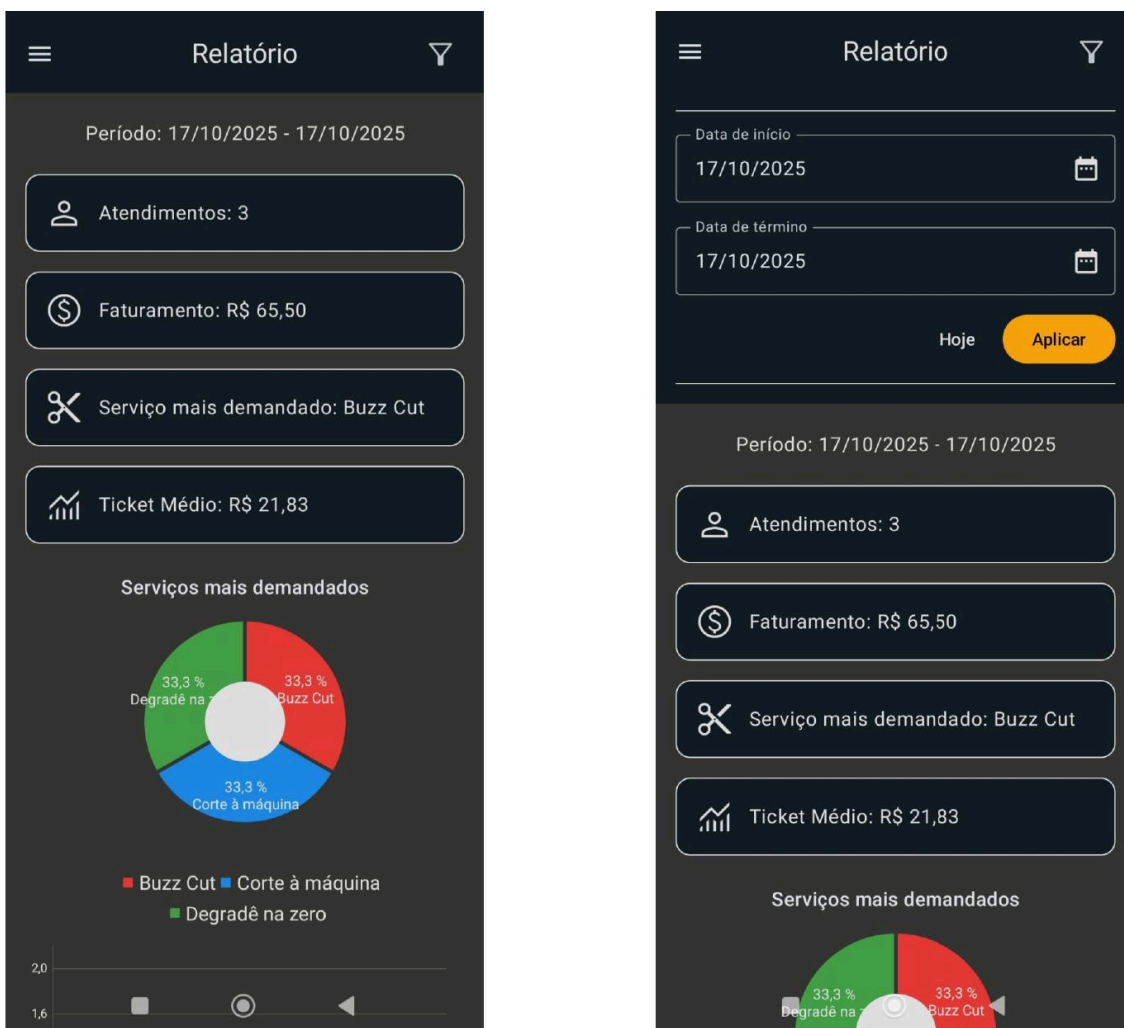 Relatório
Período: 17/10/2025 - 17/10/2025
Atendimentos: 3
Faturamento: R$ 65,50
Serviço mais demandado: Buzz Cut
Ticket Médio: R$ 21,83
Serviços mais demandados
33,3 %
Degradê na
33,3 %
Buzz Cut
33,3 %
Corte à máquina
Buzz Cut Corte à máquina
Degradê na zero
2,0
1,6
Relatório
Data de início
17/10/2025
Data de término
17/10/2025
Hoje Aplicar
Período: 17/10/2025 - 17/10/2025
Atendimentos: 3
Faturamento: R$ 65,50
Serviço mais demandado: Buzz Cut
Ticket Médio: R$ 21,83
Serviços mais demandados
33,3 %
Degradê na
33,3 %
Buzz Cut